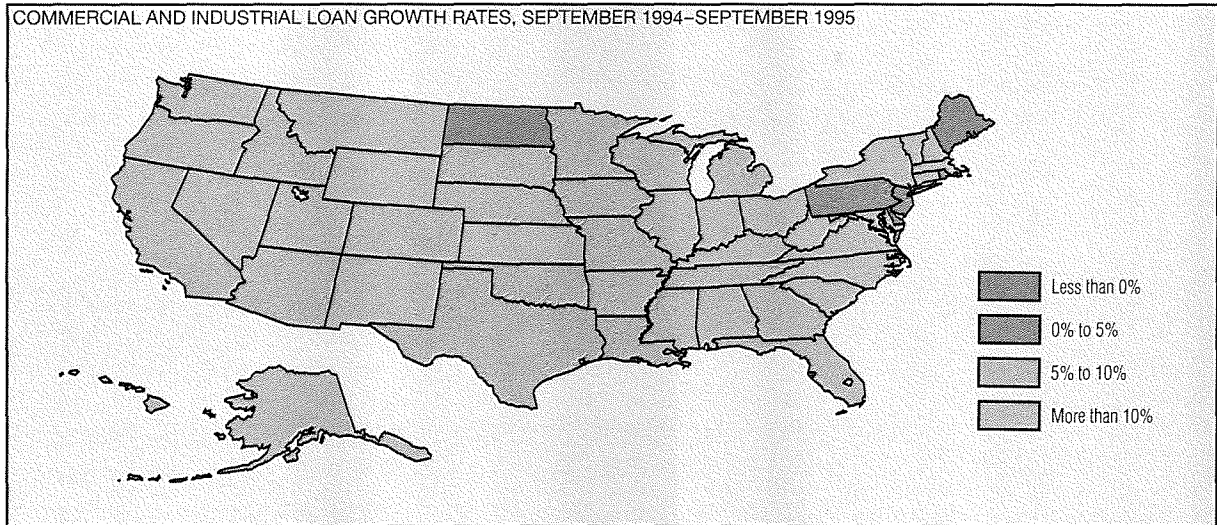 COMMERCIAL AND INDUSTRIAL LOAN GROWTH RATES, SEPTEMBER 1994–SEPTEMBER 1995
Less than 0%
0% to 5%
5% to 10%
More than 10%